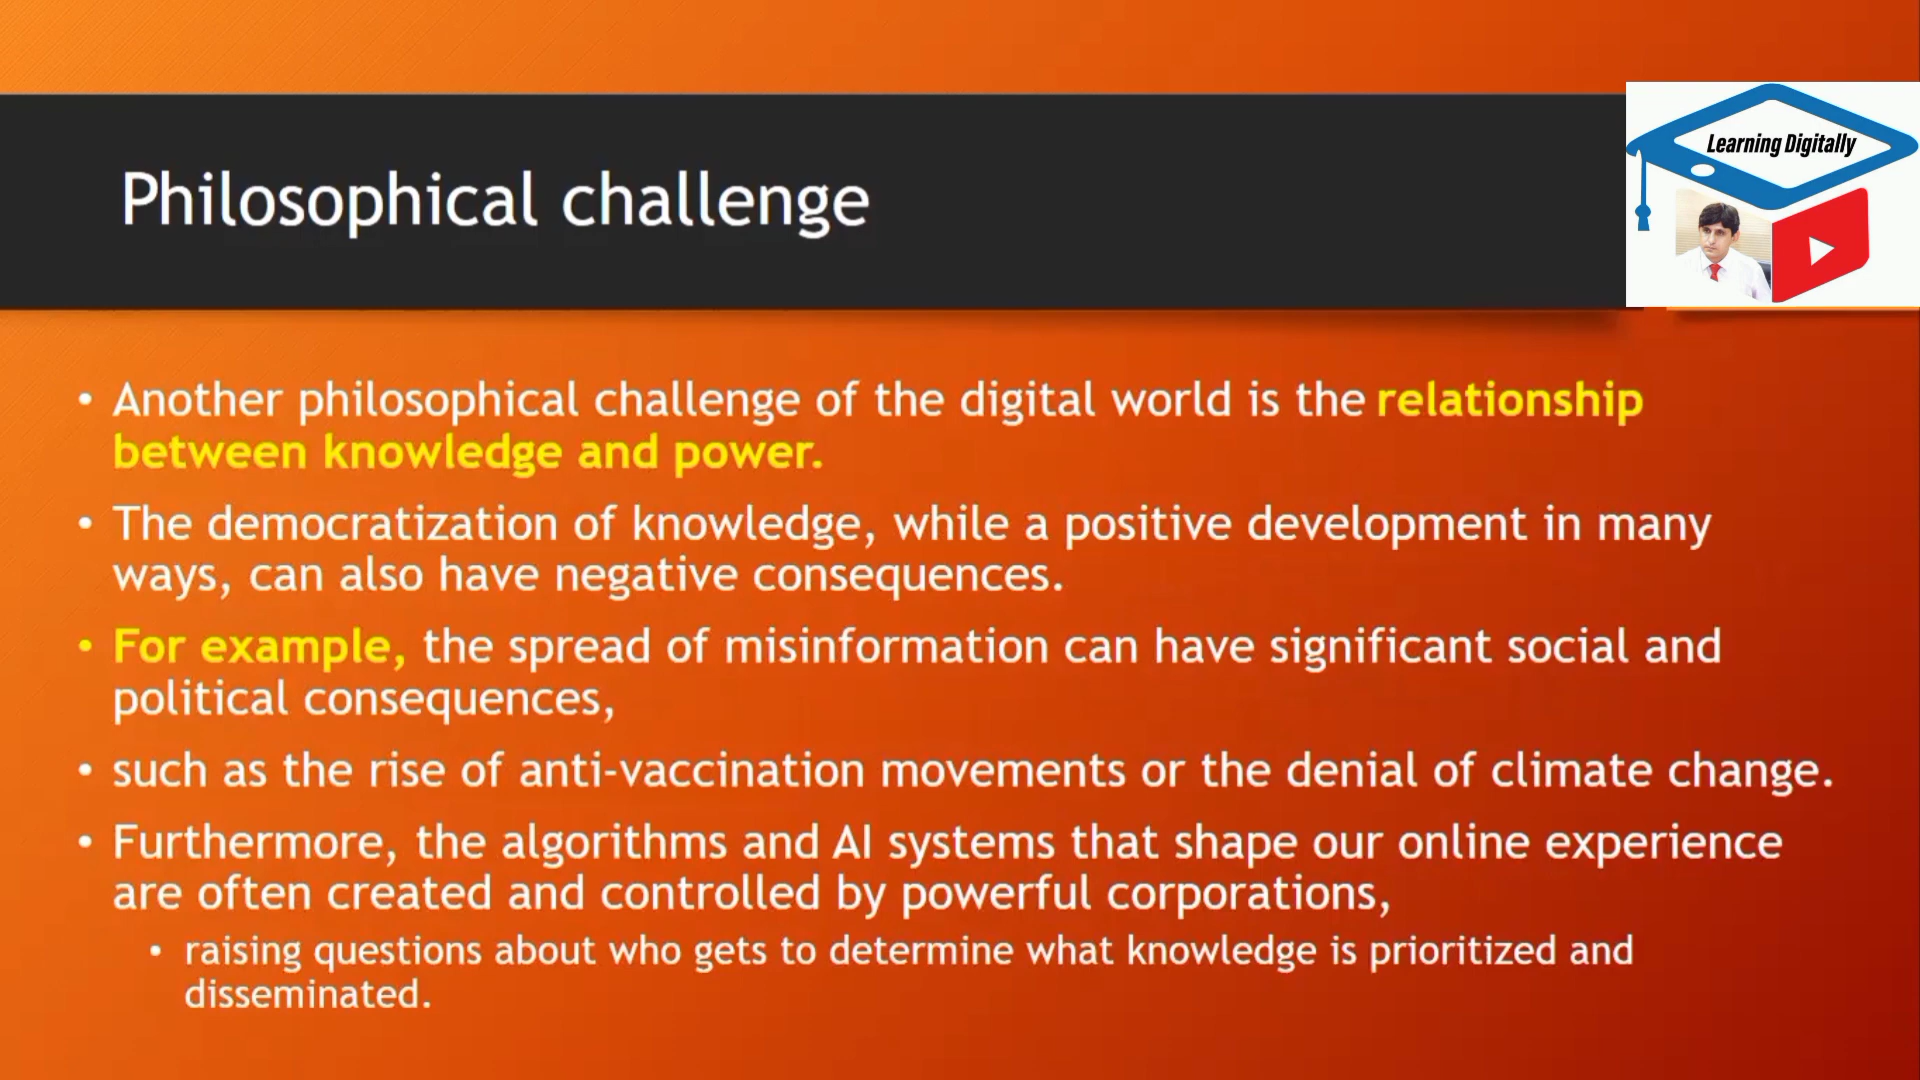 Learning Digitally
Philosophical challenge
• Another philosophical challenge of the digital world is the relationship
between knowledge and power.
• The democratization of knowledge, while a positive development in many
ways, can also have negative consequences.
• For example, the spread of misinformation can have significant social and
political consequences,
• such as the rise of anti-vaccination movements or the denial of climate change.
• Furthermore, the algorithms and AI systems that shape our online experience
are often created and controlled by powerful corporations,
• raising questions about who gets to determine what knowledge is prioritized and
disseminated.